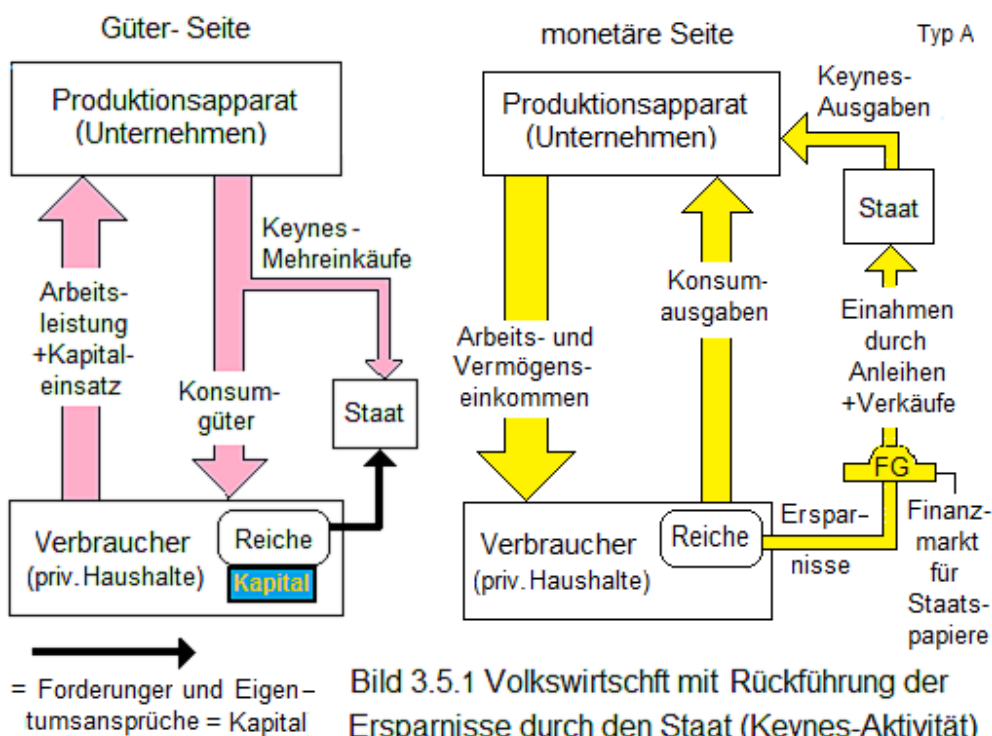 Güter- Seite
Produktionsapparat
(Unternehmen)
Keynes -
Mehreinkäufe
Arbeits-
leistung
+Kapital-
einsatz
Konsum-
güter
Staat
Verbraucher
(priv. Haushalte)
Reiche
Kapital
= Forderunger und Eigen-
tumsansprüche = Kapital
monetäre Seite
Typ A
Produktionsapparat
(Unternehmen)
Keynes-
Ausgaben
Staat
Arbeits- und
Vermögens-
einkommen
Konsum-
ausgaben
Einahmen
durch
Anleihen
+Verkäufe
FG
Verbraucher
(priv. Haushalte)
Reiche
Erspar-
nisse
Finanz-
markt
für
Staats-
papiere
Bild 3.5.1 Volkswirtschft mit Rückführung der
Ersparnisse durch den Staat (Keynes-Aktivität)